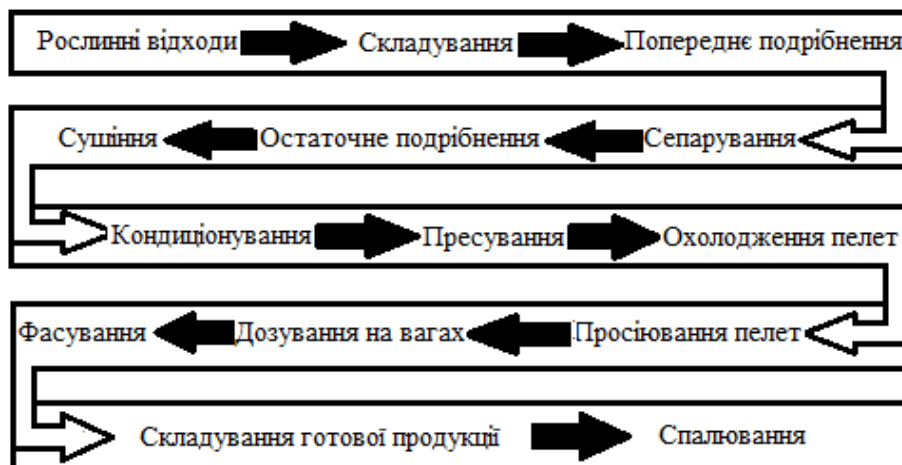 Рослинні відходи Складування Попереднє подрібнення
Сушіння Остаточне подрібнення Сепарування
Кондиціонування Пресування Охолодження пелет
Фасування Дозування на вагах Просіювання пелет
Складування готової продукції Спалювання